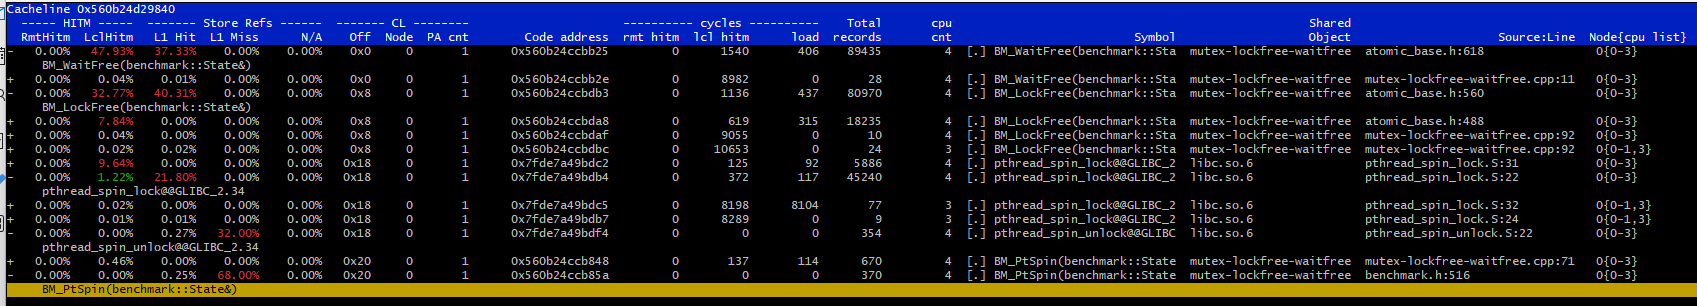 Cacheline 0x560b24d29840
----- HITM ----- ------- Store Refs ------ ------- CL -------- ---------- cycles ---------- Total cpu Shared
RmtHitm LclHitm L1 Hit L1 Miss N/A Off Node PA cnt Code address rmt hitm lcl hitm load records cnt Symbol Object Source:Line Node{cpu list}
- 0.00% 47.93% 37.33% 0.00% 0.00% 0x0 0 1 0x560b24ccbb25 0 1540 406 89435 4 [.] BM_WaitFree(benchmark::Sta mutex-lockfree-waitfree atomic_base.h:618 0{0-3}
BM_WaitFree(benchmark::State&)
+ 0.00% 0.04% 0.01% 0.00% 0.00% 0x0 0 1 0x560b24ccbb2e 0 8982 0 28 4 [.] BM_WaitFree(benchmark::Sta mutex-lockfree-waitfree mutex-lockfree-waitfree.cpp:11 0{0-3}
- 0.00% 32.77% 40.31% 0.00% 0.00% 0x8 0 1 0x560b24ccbdb3 0 1136 437 80970 4 [.] BM_LockFree(benchmark::Sta mutex-lockfree-waitfree atomic_base.h:560 0{0-3}
BM_LockFree(benchmark::State&)
+ 0.00% 7.84% 0.00% 0.00% 0.00% 0x8 0 1 0x560b24ccbda8 0 619 315 18235 4 [.] BM_LockFree(benchmark::Sta mutex-lockfree-waitfree atomic_base.h:488 0{0-3}
+ 0.00% 0.04% 0.00% 0.00% 0.00% 0x8 0 1 0x560b24ccbdaf 0 9055 0 10 4 [.] BM_LockFree(benchmark::Sta mutex-lockfree-waitfree mutex-lockfree-waitfree.cpp:92 0{0-3}
+ 0.00% 0.02% 0.02% 0.00% 0.00% 0x8 0 1 0x560b24ccbdbc 0 10653 0 24 3 [.] BM_LockFree(benchmark::Sta mutex-lockfree-waitfree mutex-lockfree-waitfree.cpp:92 0{0-1,3}
+ 0.00% 9.64% 0.00% 0.00% 0.00% 0x18 0 1 0x7fde7a49bdc2 0 125 92 5886 4 [.] pthread_spin_lock@@GLIBC_2 libc.so.6 pthread_spin_lock.S:31 0{0-3}
- 0.00% 1.22% 21.80% 0.00% 0.00% 0x18 0 1 0x7fde7a49bdb4 0 372 117 45240 4 [.] pthread_spin_lock@@GLIBC_2 libc.so.6 pthread_spin_lock.S:22 0{0-3}
pthread_spin_lock@@GLIBC_2.34
+ 0.00% 0.02% 0.00% 0.00% 0.00% 0x18 0 1 0x7fde7a49bdc5 0 8198 8104 77 3 [.] pthread_spin_lock@@GLIBC_2 libc.so.6 pthread_spin_lock.S:32 0{0-1,3}
+ 0.00% 0.01% 0.01% 0.00% 0.00% 0x18 0 1 0x7fde7a49bdb7 0 8289 0 9 3 [.] pthread_spin_lock@@GLIBC_2 libc.so.6 pthread_spin_lock.S:24 0{0-1,3}
- 0.00% 0.00% 0.27% 32.00% 0.00% 0x18 0 1 0x7fde7a49bdf4 0 0 0 354 4 [.] pthread_spin_unlock@@GLIBC libc.so.6 pthread_spin_unlock.S:22 0{0-3}
pthread_spin_unlock@@GLIBC_2.34
+ 0.00% 0.46% 0.00% 0.00% 0.00% 0x20 0 1 0x560b24ccb848 0 137 114 670 4 [.] BM_PtSpin(benchmark::State mutex-lockfree-waitfree mutex-lockfree-waitfree.cpp:71 0{0-3}
- 0.00% 0.00% 0.25% 68.00% 0.00% 0x20 0 1 0x560b24ccb85a 0 0 0 370 4 [.] BM_PtSpin(benchmark::State mutex-lockfree-waitfree benchmark.h:516 0{0-3}
BM_PtSpin(benchmark::State&)